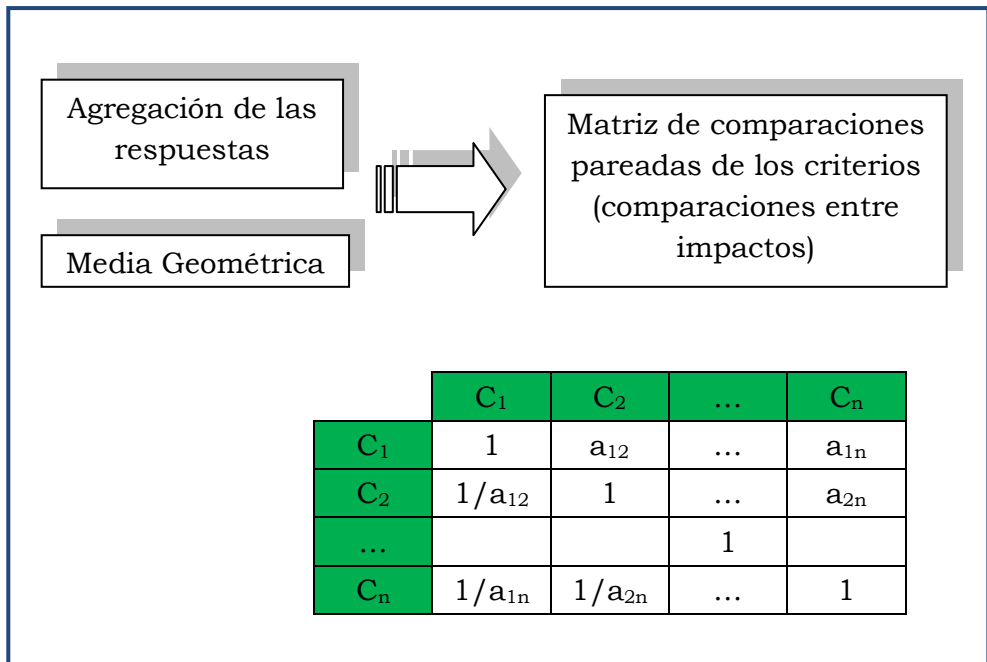 Agregación de las
respuestas
Media Geométrica
Matriz de comparaciones
pareadas de los criterios
(comparaciones entre
impactos)
C₁ C₂ ... Cₙ
C₁ 1 a₁₂ ... a₁ₙ
C₂ 1/a₁₂ 1 ... a₂ₙ
... 1
Cₙ 1/a₁ₙ 1/a₂ₙ ... 1